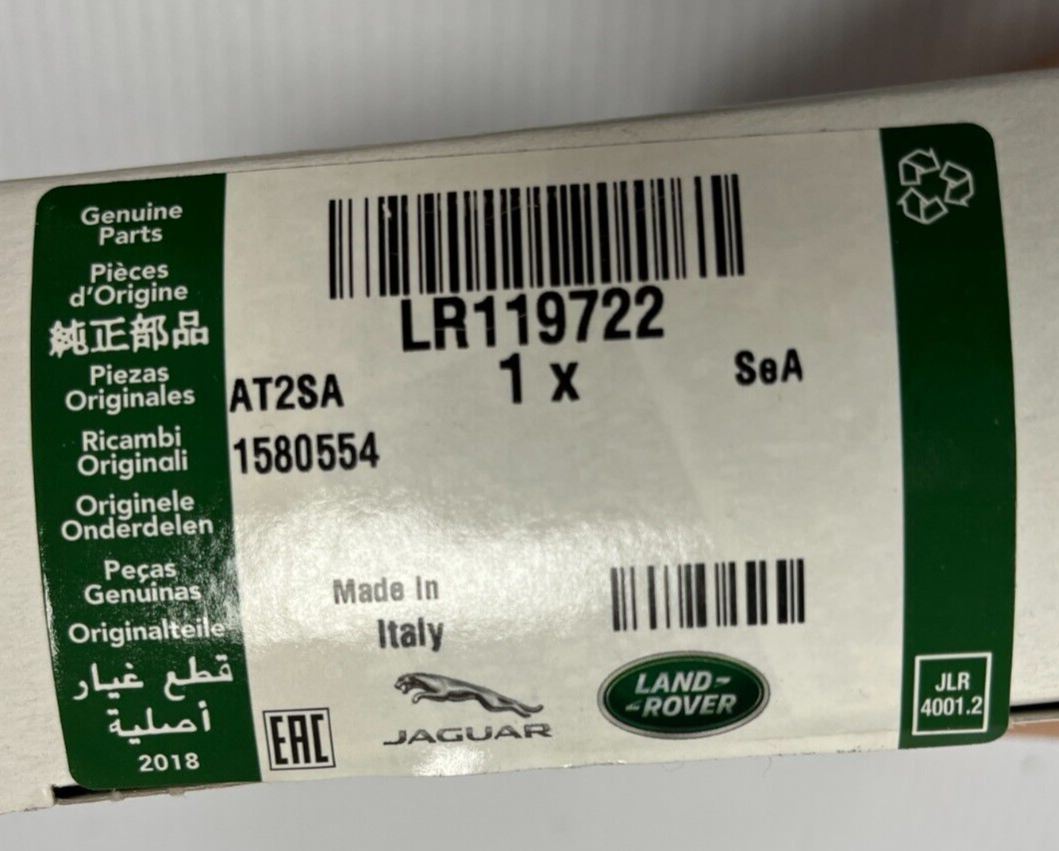 Genuine
Parts
Pièces
d'Origine
純正部品
Piezas
Originales
Ricambi
Originali
Originele
Onderdelen
Peças
Genuínas
Originalteile
قطع غيار
أصلية
2018
LR119722
1 x
SeA
AT2SA
1580554
Made In
Italy
EAC
JAGUAR
LAND-
-ROVER
JLR
4001.2